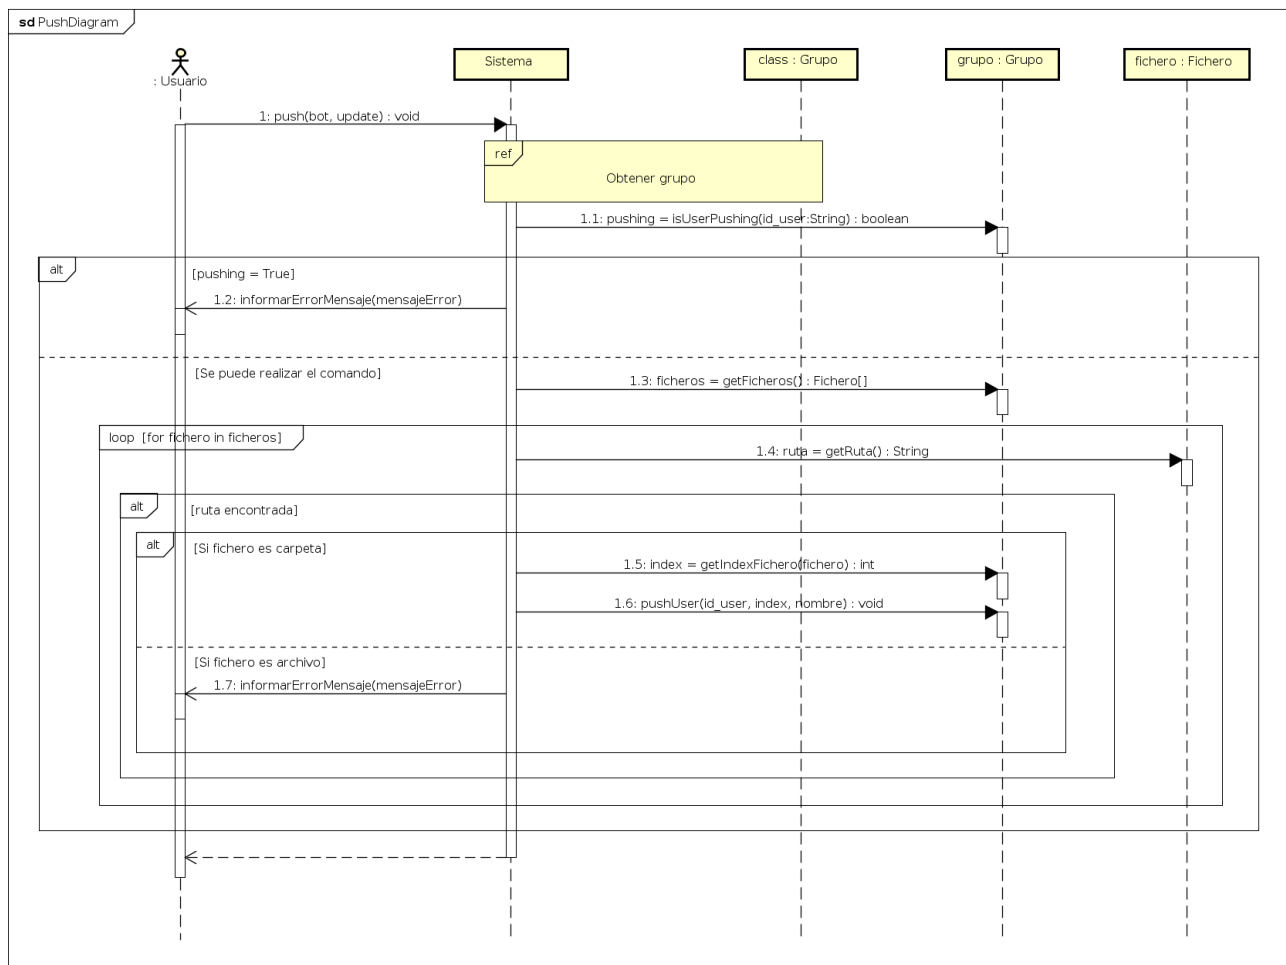 sd PushDiagram
: Usuario
Sistema
class : Grupo
grupo : Grupo
fichero : Fichero
1: push(bot, update) : void
ref
Obtener grupo
1.1: pushing = isUserPushing(id_user:String) : boolean
alt
[pushing = True]
1.2: informarErrorMensaje(mensajeError)
[Se puede realizar el comando]
1.3: ficheros = getFicheros() : Fichero[]
loop [for fichero in ficheros]
1.4: ruta = getRuta() : String
alt
[ruta encontrada]
alt
[Si fichero es carpeta]
1.5: index = getIndexFichero(fichero) : int
1.6: pushUser(id_user, index, nombre) : void
[Si fichero es archivo]
1.7: informarErrorMensaje(mensajeError)